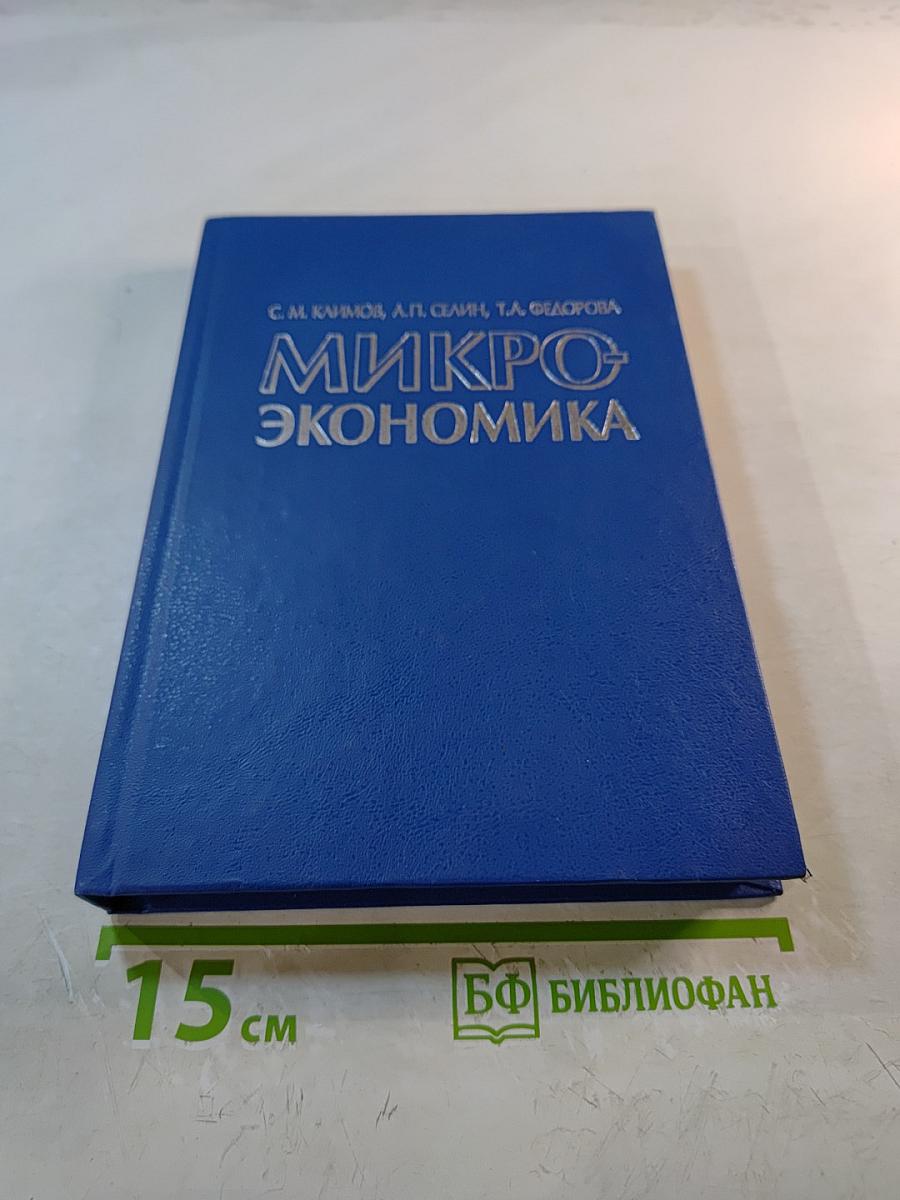 С. М. КЛИМОВ, А.П. СЕЛИН, Т.А. ФЕДОРОВА
МИКРО-
ЭКОНОМИКА
15 см
БФ БИБЛИОФАН